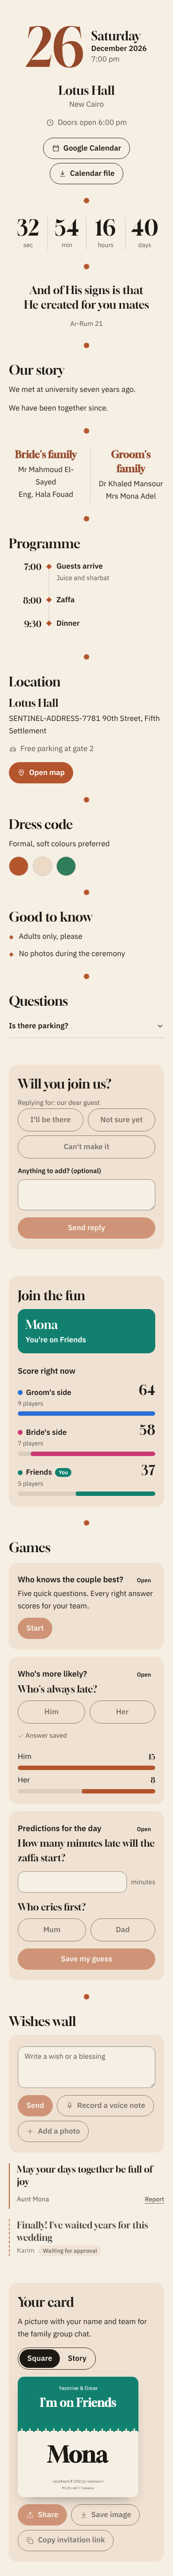 26
Saturday
December 2026
7:00 pm
Lotus Hall
New Cairo
Doors open 6:00 pm
Google Calendar
Calendar file
32 54 16 40
sec min hours days
And of His signs is that
He created for you mates
Ar-Rum 21
Our story
We met at university seven years ago.
We have been together since.
Bride's family
Mr Mahmoud El-
Sayed
Eng. Hala Fouad
Groom's
family
Dr Khaled Mansour
Mrs Mona Adel
Programme
7:00 Guests arrive
Juice and sharbat
8:00 Zaffa
9:30 Dinner
Location
Lotus Hall
SENTINEL-ADDRESS-7781 90th Street, Fifth
Settlement
Free parking at gate 2
Open map
Dress code
Formal, soft colours preferred
Good to know
Adults only, please
No photos during the ceremony
Questions
Is there parking?
Will you join us?
Replying for: our dear guest
I'll be there Not sure yet
Can't make it
Anything to add? (optional)
Send reply
Join the fun
Mona
You're on Friends
Score right now
Groom's side 64
9 players
Bride's side 58
7 players
Friends You 37
5 players
Games
Who knows the couple best? Open
Five quick questions. Every right answer
scores for your team.
Start
Who's more likely? Open
Who's always late?
Him Her
Answer saved
Him 15
Her 8
Predictions for the day Open
How many minutes late will the
zaffa start?
minutes
Who cries first?
Mum Dad
Save my guess
Wishes wall
Write a wish or a blessing
Send Record a voice note
Add a photo
May your days together be full of
joy
Aunt Mona Report
Finally! I've waited years for this
wedding
Karim Waiting for approval
Your card
A picture with your name and team for
the family group chat.
Square Story
Yasmine & Omar
I'm on Friends
Mona
Share Save image
Copy invitation link